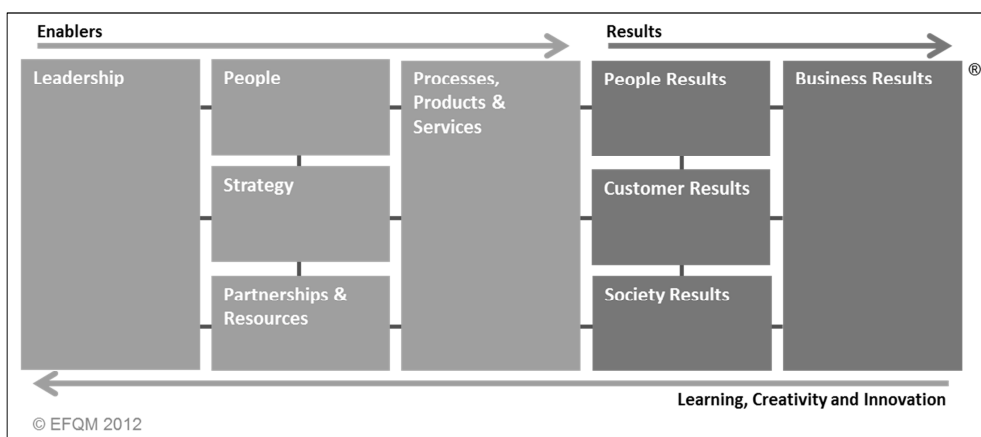 Enablers
Results
Leadership
People
Processes,
Products &
Services
People Results
Business Results
®
Strategy
Customer Results
Partnerships &
Resources
Society Results
Learning, Creativity and Innovation
© EFQM 2012